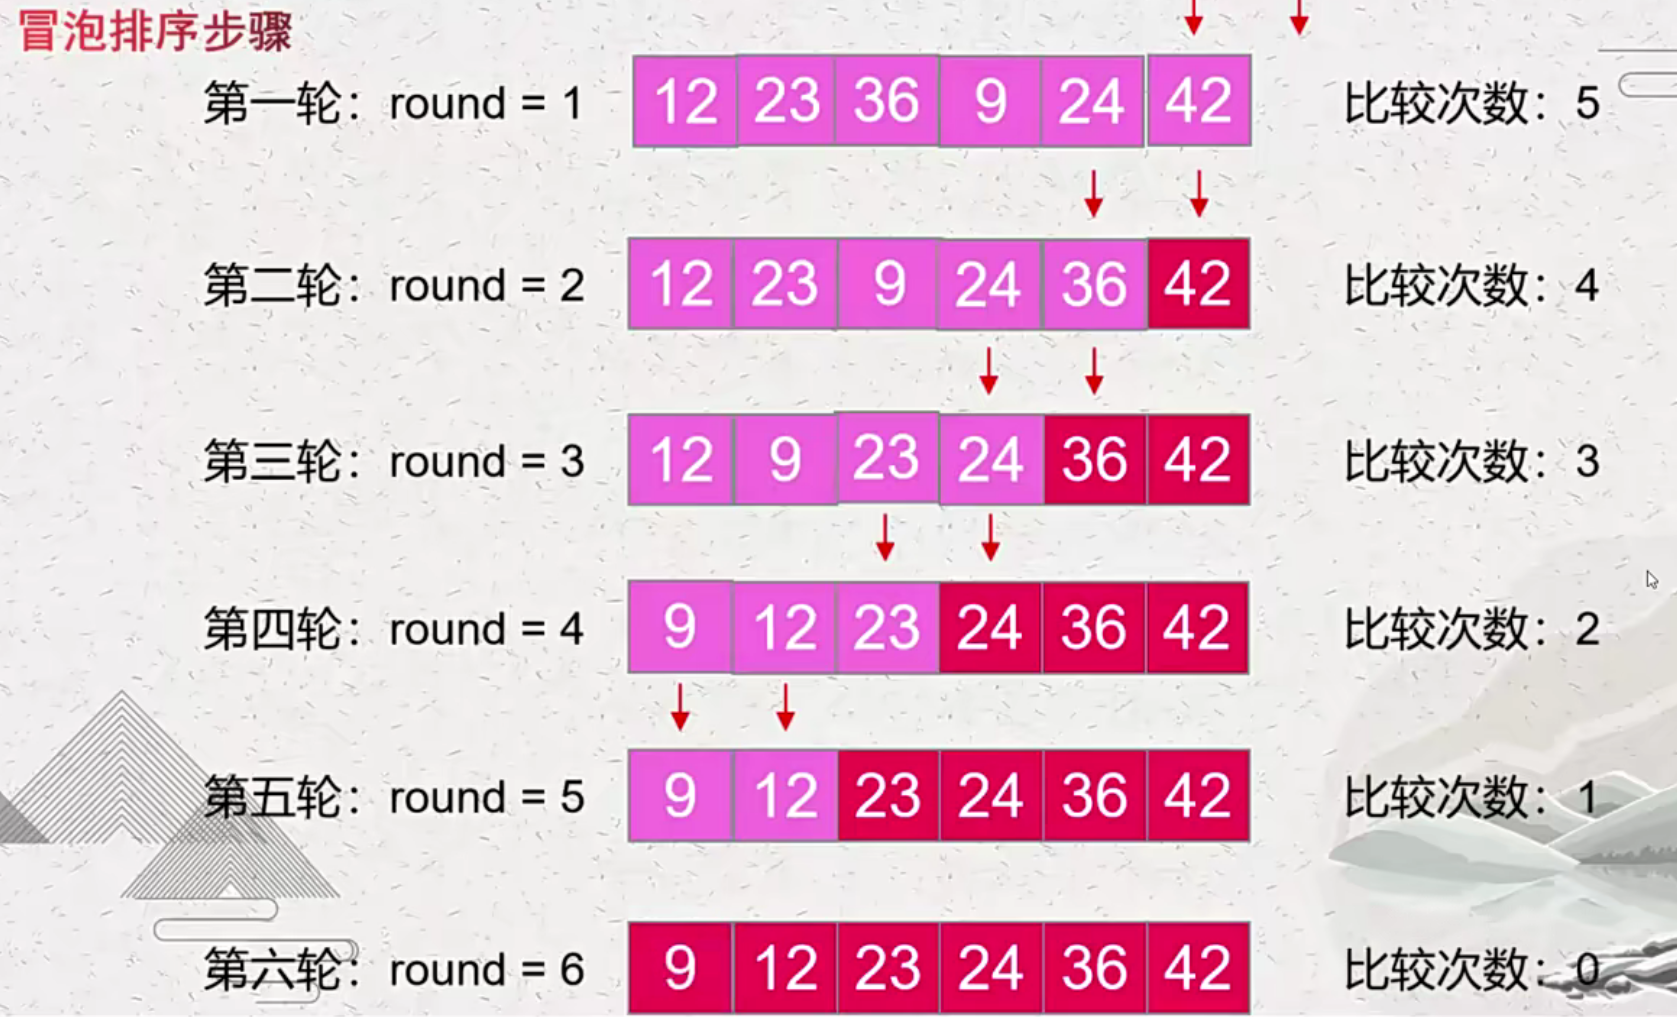 冒泡排序步骤
第一轮：round = 1 12 23 36 9 24 42 比较次数：5
第二轮：round = 2 12 23 9 24 36 42 比较次数：4
第三轮：round = 3 12 9 23 24 36 42 比较次数：3
第四轮：round = 4 9 12 23 24 36 42 比较次数：2
第五轮：round = 5 9 12 23 24 36 42 比较次数：1
第六轮：round = 6 9 12 23 24 36 42 比较次数：0